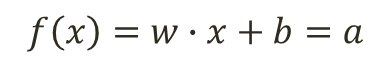 f(x) = w · x + b = a